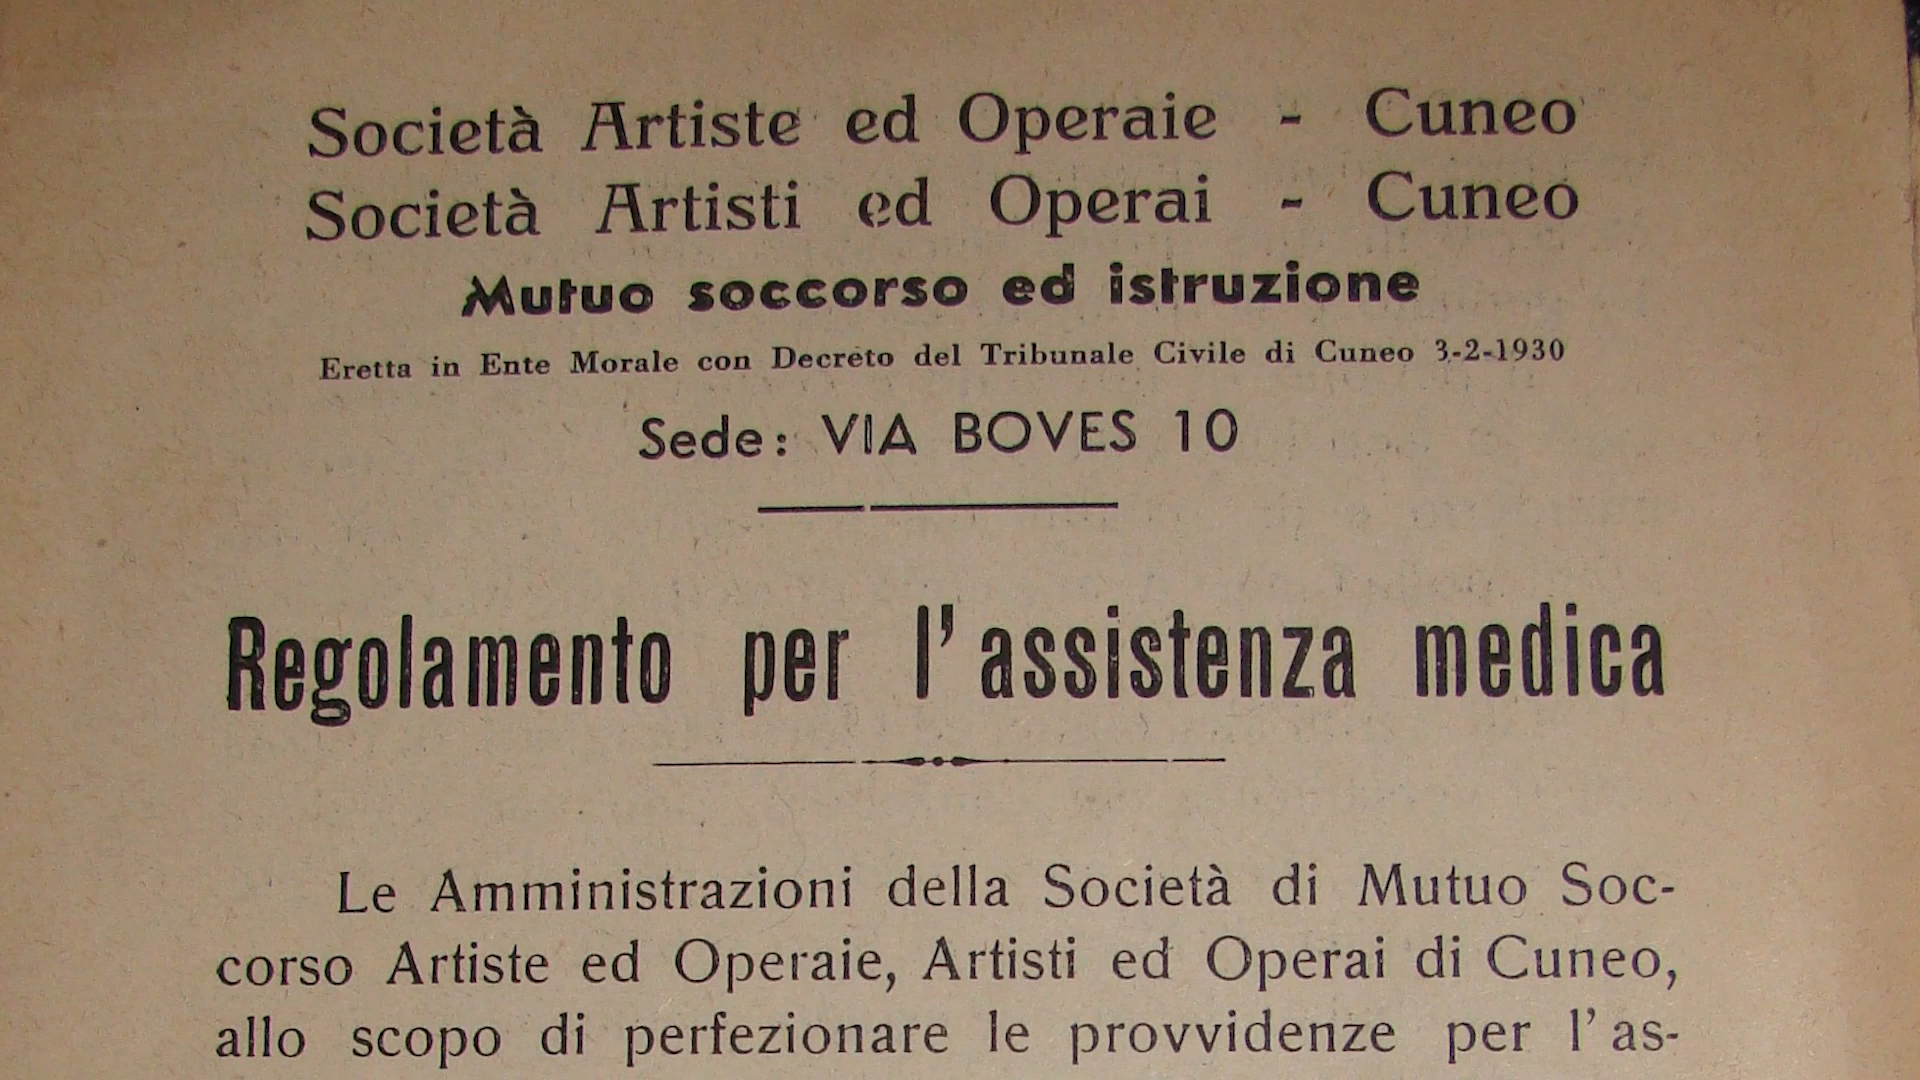 Società Artiste ed Operaie - Cuneo
Società Artisti ed Operai - Cuneo
Mutuo soccorso ed istruzione
Eretta in Ente Morale con Decreto del Tribunale Civile di Cuneo 3-2-1930
Sede: VIA BOVES 10
Regolamento per l'assistenza medica
Le Amministrazioni della Società di Mutuo Soc-
corso Artiste ed Operaie, Artisti ed Operai di Cuneo,
allo scopo di perfezionare le provvidenze per l'as-